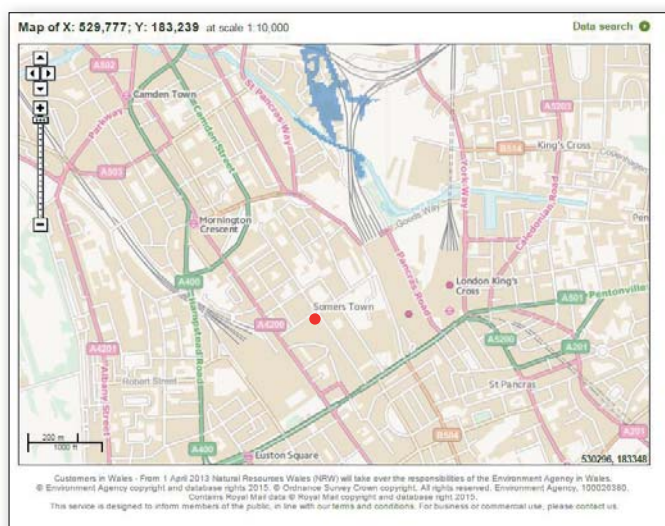 Map of X: 529,777; Y: 183,239 at scale 1:10,000
Data search
A502
Camden Town
Parkway
Camden Street
St Pancras Way
A503
A5203
King's Cross
B514
York Way
Caledonian Road
Copenhagen
Pen
Mornington
Crescent
Goods Way
A400
Hampstead Road
Pancras Road
London King's
Cross
A501
Pentonville
Somers Town
A4200
A5200
A201
A4201
Albany Street
Robert Street
St Pancras
B504
A201
A400
Euston Square
200 m
1000 ft
530296, 183348
Customers in Wales - From 1 April 2013 Natural Resources Wales (NRW) will take over the responsibilities of the Environment Agency in Wales.
© Environment Agency copyright and database rights 2015. © Ordnance Survey Crown copyright. All rights reserved. Environment Agency, 100026380.
Contains Royal Mail data © Royal Mail copyright and database right 2015.
This service is designed to inform members of the public, in line with our terms and conditions. For business or commercial use, please contact us.